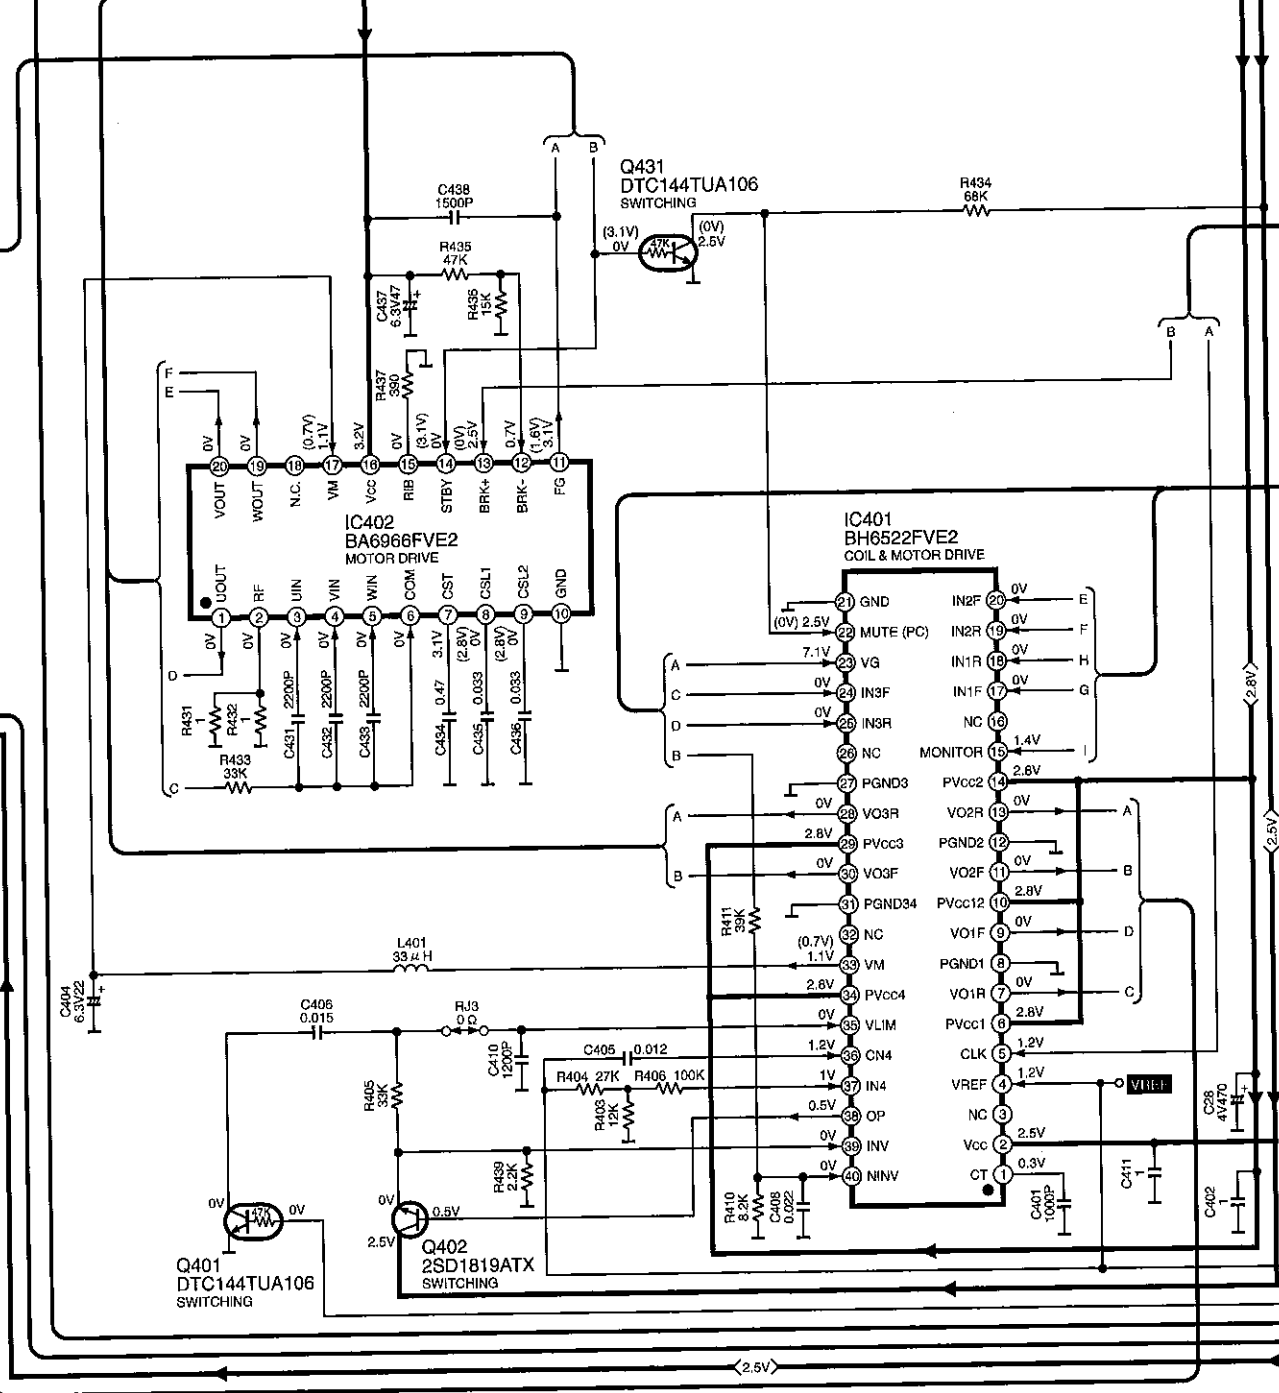 A B
Q431
DTC144TUA106
SWITCHING
C438
1500P
R434
68K
(3.1V)
0V
47K
(0V)
2.5V
R435
47K
C437
6.3V47
+
R436
15K
R437
390
B A
F
E
0V
0V
(0.7V)
1.1V
3.2V
0V
(3.1V)
0V
(0V)
2.5V
0.7V
(1.6V)
3.1V
20 19 18 17 16 15 14 13 12 11
VOUT WOUT N.C. VM Vcc RIB STBY BRK+ BRK- FG
IC402
BA6966FVE2
MOTOR DRIVE
UOUT RF UIN VIN WIN COM CST CSL1 CSL2 GND
1 2 3 4 5 6 7 8 9 10
0V 0V 0V 0V 0V 0V 3.1V (2.8V) 0V (2.8V) 0V
D
R431
1
R432
1
C431 2200P
C432 2200P
C433 2200P
C434 0.47
C435 0.033
C436 0.033
R433
33K
C
IC401
BH6522FVE2
COIL & MOTOR DRIVE
21 GND
(0V) 2.5V 22 MUTE (PC)
A 7.1V 23 VG
C 0V 24 IN3F
D 0V 25 IN3R
B 26 NC
27 PGND3
A 0V 28 VO3R
2.8V 29 PVcc3
B 0V 30 VO3F
31 PGND34
32 NC
(0.7V)
1.1V 33 VM
2.8V 34 PVcc4
0V 35 VLIM
1.2V 36 CN4
1V 37 IN4
0.5V 38 OP
0V 39 INV
0V 40 NINV
IN2F 20 0V E
IN2R 19 0V F
IN1R 18 0V H
IN1F 17 0V G
NC 16
MONITOR 15 1.4V I
PVcc2 14 2.8V
VO2R 13 0V A
PGND2 12
VO2F 11 0V B
PVcc12 10 2.8V
VO1F 9 0V D
PGND1 8
VO1R 7 0V C
PVcc1 6 2.8V
CLK 5 1.2V
VREF 4 1.2V VREF
NC 3
Vcc 2 2.5V
CT 1 0.3V
2.8V
2.5V
R411
39K
L401
33μH
C404
6.3V22
+
C406
0.015
RJ3
0Ω
C410
1200P
C405 0.012
R404 27K R406 100K
R403
12K
R405
33K
R439
2.2K
R410
8.2K
C408
0.022
C401
1000P
C411
1
C28
4V470
+
C402
1
0V
47K
0V
Q401
DTC144TUA106
SWITCHING
0V
0.5V
2.5V
Q402
2SD1819ATX
SWITCHING
2.5V